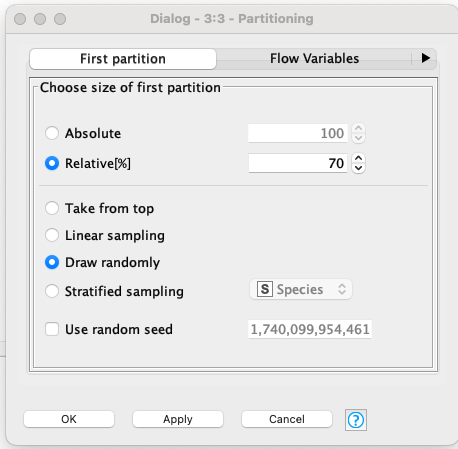 Dialog - 3:3 - Partitioning
First partition
Flow Variables
Choose size of first partition
Absolute 100
Relative[%] 70
Take from top
Linear sampling
Draw randomly
Stratified sampling S Species
Use random seed 1,740,099,954,461
OK Apply Cancel ?